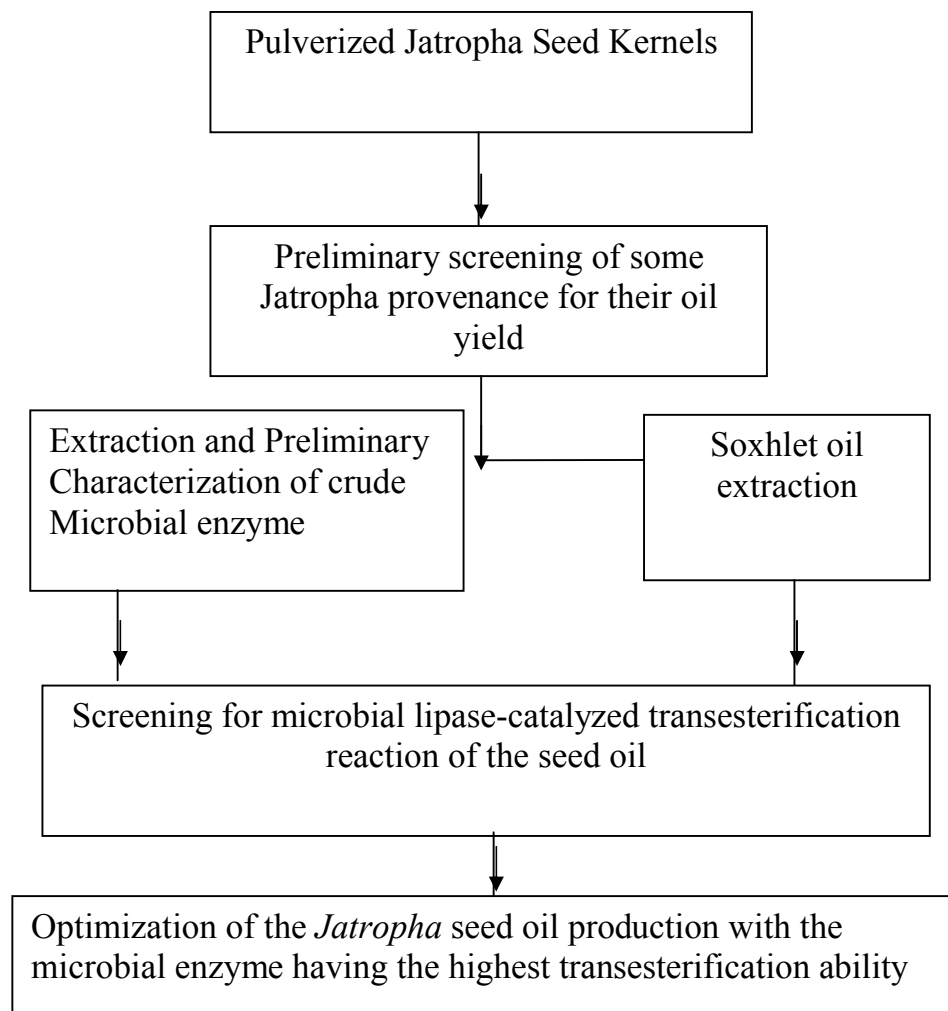 Pulverized Jatropha Seed Kernels
Preliminary screening of some
Jatropha provenance for their oil
yield
Extraction and Preliminary
Characterization of crude
Microbial enzyme
Soxhlet oil
extraction
Screening for microbial lipase-catalyzed transesterification
reaction of the seed oil
Optimization of the Jatropha seed oil production with the
microbial enzyme having the highest transesterification ability